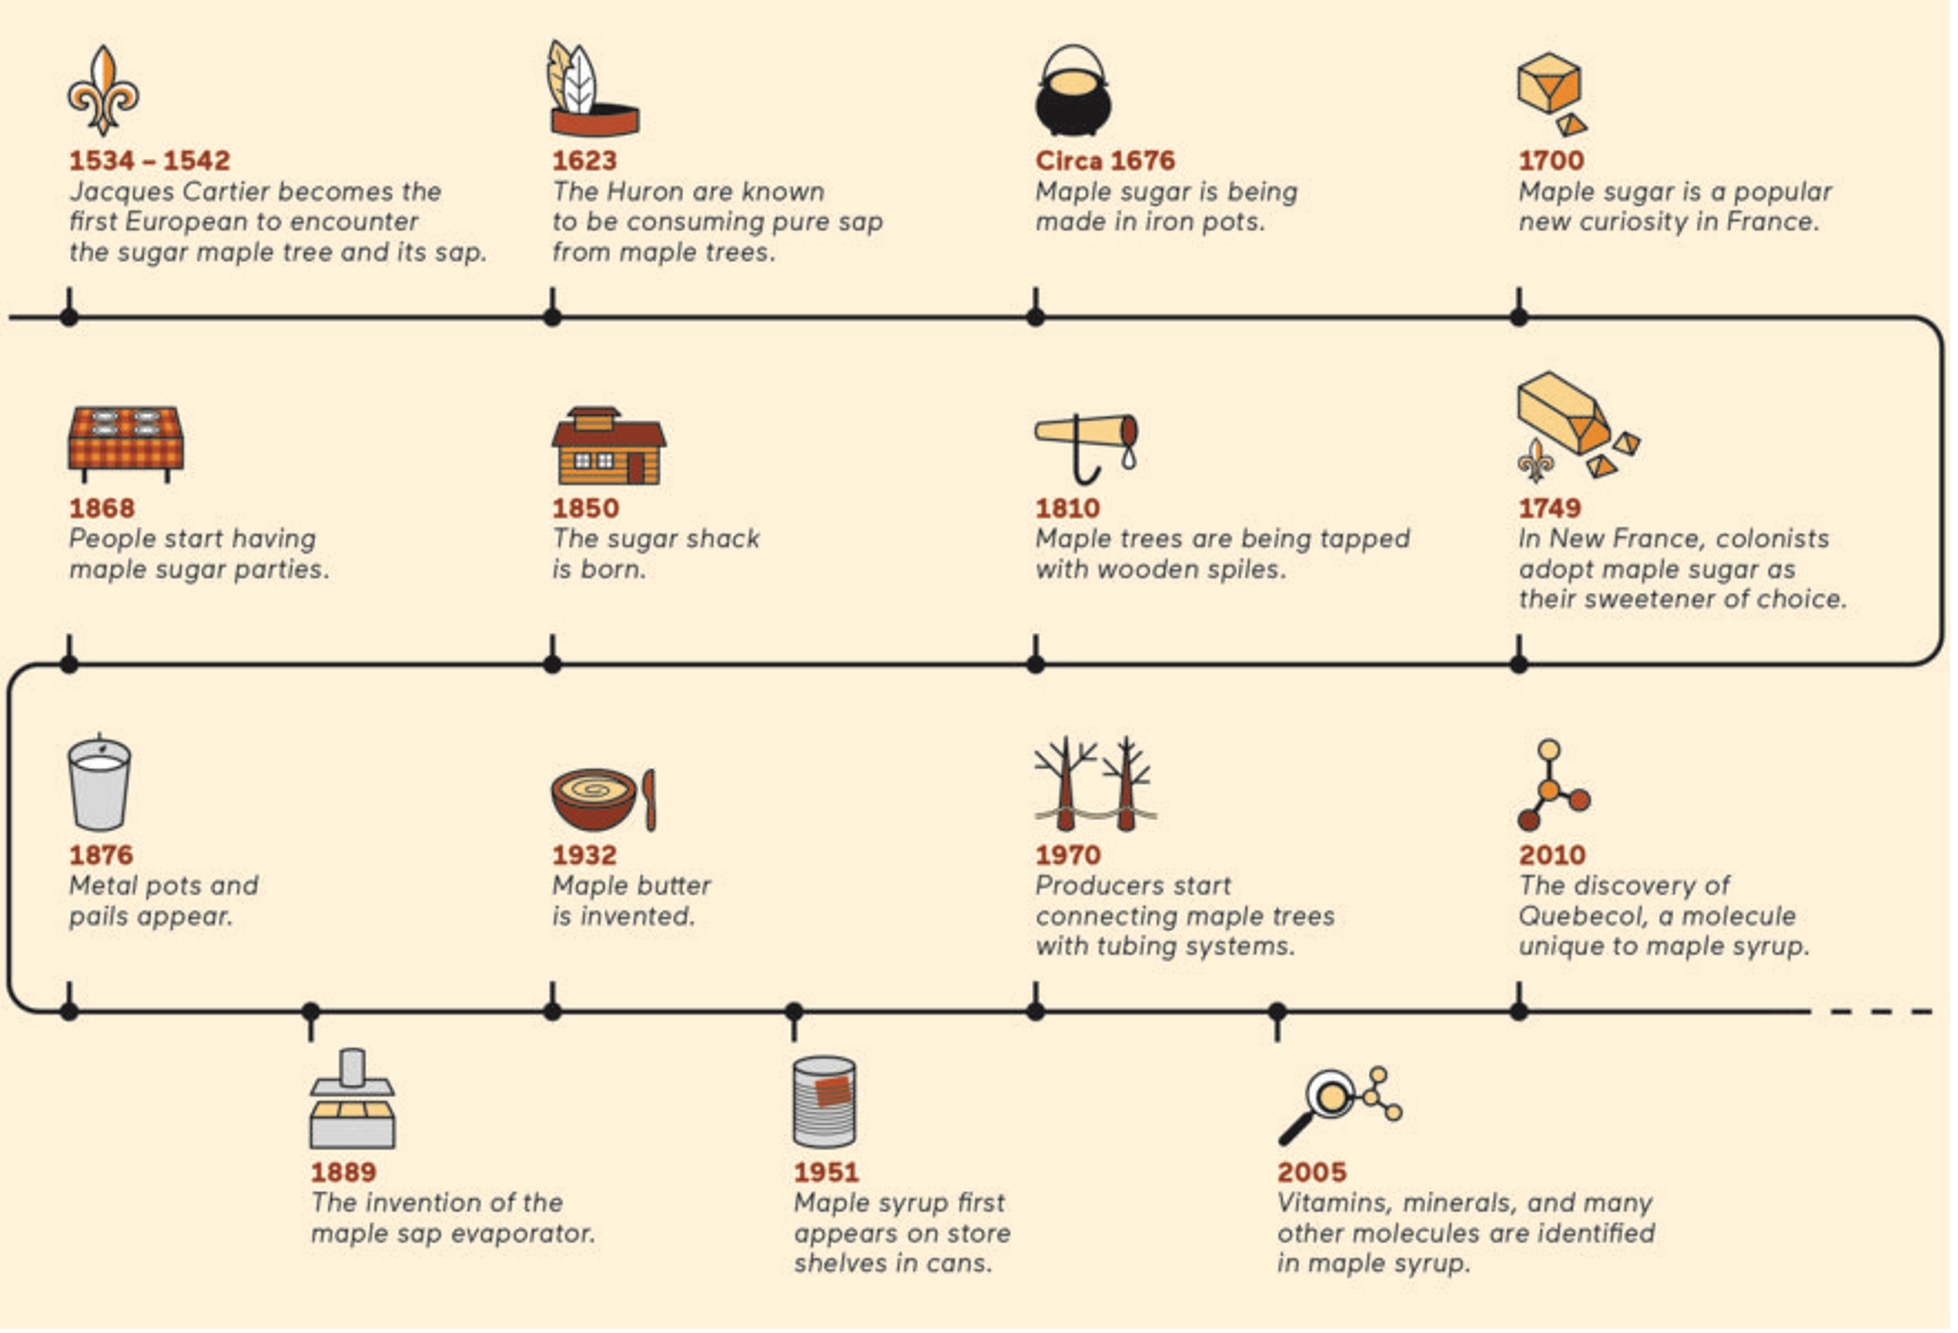 1534 – 1542
Jacques Cartier becomes the
first European to encounter
the sugar maple tree and its sap.
1623
The Huron are known
to be consuming pure sap
from maple trees.
Circa 1676
Maple sugar is being
made in iron pots.
1700
Maple sugar is a popular
new curiosity in France.
1749
In New France, colonists
adopt maple sugar as
their sweetener of choice.
1810
Maple trees are being tapped
with wooden spiles.
1850
The sugar shack
is born.
1868
People start having
maple sugar parties.
1876
Metal pots and
pails appear.
1889
The invention of the
maple sap evaporator.
1932
Maple butter
is invented.
1951
Maple syrup first
appears on store
shelves in cans.
1970
Producers start
connecting maple trees
with tubing systems.
2005
Vitamins, minerals, and many
other molecules are identified
in maple syrup.
2010
The discovery of
Quebecol, a molecule
unique to maple syrup.